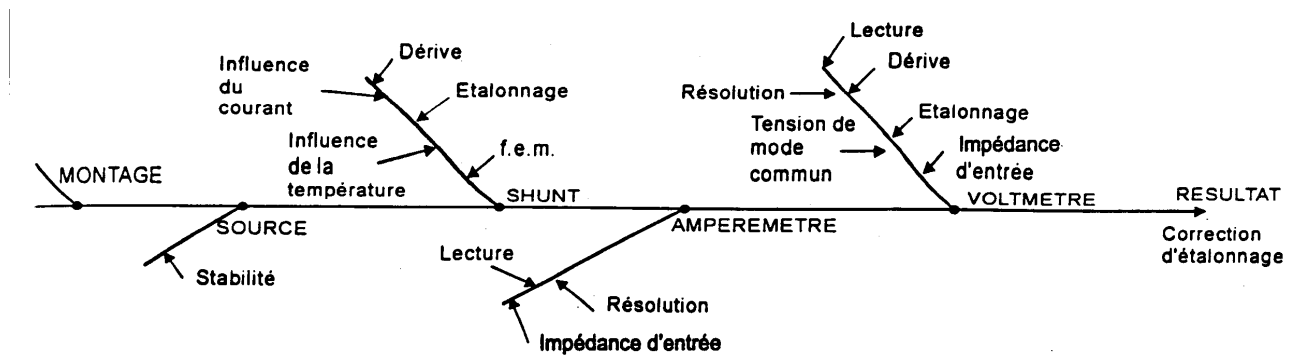 Lecture
Dérive
Influence
du
courant
Dérive
Etalonnage
Résolution
Etalonnage
Tension de
mode
commun
Influence
de la
température
f.e.m.
Impédance
d'entrée
MONTAGE
SHUNT
VOLTMETRE
RESULTAT
SOURCE
AMPEREMETRE
Correction
d'étalonnage
Stabilité
Lecture
Résolution
Impédance d'entrée